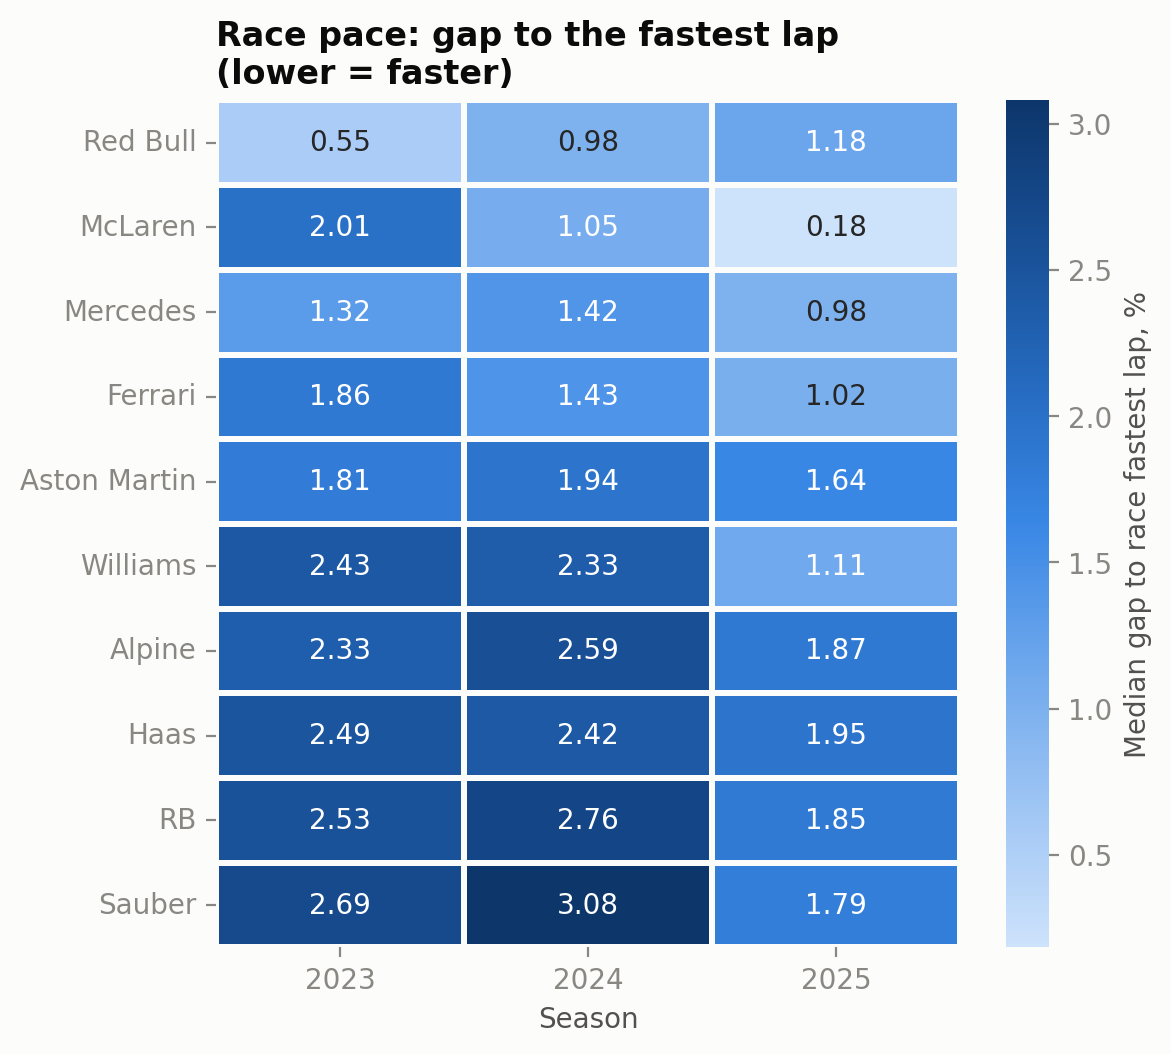 Race pace: gap to the fastest lap
(lower = faster)
Red Bull 0.55 0.98 1.18
McLaren 2.01 1.05 0.18
Mercedes 1.32 1.42 0.98
Ferrari 1.86 1.43 1.02
Aston Martin 1.81 1.94 1.64
Williams 2.43 2.33 1.11
Alpine 2.33 2.59 1.87
Haas 2.49 2.42 1.95
RB 2.53 2.76 1.85
Sauber 2.69 3.08 1.79
2023 2024 2025
Season
3.0
2.5
2.0
1.5
1.0
0.5
Median gap to race fastest lap, %